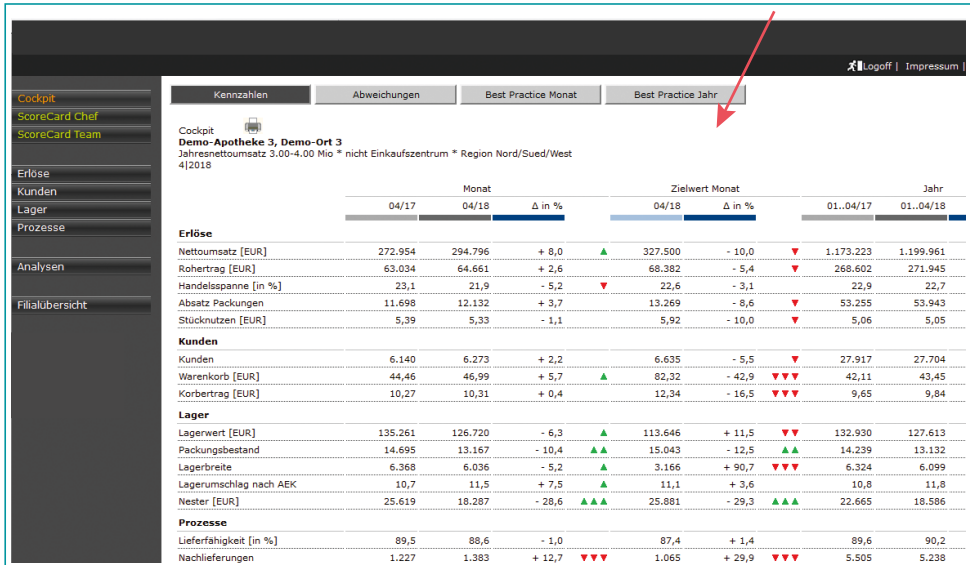 Logoff | Impressum |
Cockpit
ScoreCard Chef
ScoreCard Team
Erlöse
Kunden
Lager
Prozesse
Analysen
Filialübersicht
Kennzahlen Abweichungen Best Practice Monat Best Practice Jahr
Cockpit
Demo-Apotheke 3, Demo-Ort 3
Jahresnettoumsatz 3.00-4.00 Mio * nicht Einkaufszentrum * Region Nord/Sued/West
4|2018
Monat Zielwert Monat Jahr
04/17 04/18 Δ in % 04/18 Δ in % 01..04/17 01..04/18
Erlöse
Nettoumsatz [EUR] 272.954 294.796 + 8,0 ▲ 327.500 - 10,0 ▼ 1.173.223 1.199.961
Rohertrag [EUR] 63.034 64.661 + 2,6 68.382 - 5,4 ▼ 268.602 271.945
Handelsspanne [in %] 23,1 21,9 - 5,2 ▼ 22,6 - 3,1 22,9 22,7
Absatz Packungen 11.698 12.132 + 3,7 13.269 - 8,6 ▼ 53.255 53.943
Stücknutzen [EUR] 5,39 5,33 - 1,1 5,92 - 10,0 ▼ 5,06 5,05
Kunden
Kunden 6.140 6.273 + 2,2 6.635 - 5,5 ▼ 27.917 27.704
Warenkorb [EUR] 44,46 46,99 + 5,7 ▲ 82,32 - 42,9 ▼▼▼ 42,11 43,45
Korbertrag [EUR] 10,27 10,31 + 0,4 12,34 - 16,5 ▼▼▼ 9,65 9,84
Lager
Lagerwert [EUR] 135.261 126.720 - 6,3 ▲ 113.646 + 11,5 ▼▼ 132.930 127.613
Packungsbestand 14.695 13.167 - 10,4 ▲▲ 15.043 - 12,5 ▲▲ 14.239 13.132
Lagerbreite 6.368 6.036 - 5,2 ▲ 3.166 + 90,7 ▼▼▼ 6.324 6.099
Lagerumschlag nach AEK 10,7 11,5 + 7,5 ▲ 11,1 + 3,6 10,8 11,8
Nester [EUR] 25.619 18.287 - 28,6 ▲▲▲ 25.881 - 29,3 ▲▲▲ 22.665 18.586
Prozesse
Lieferfähigkeit [in %] 89,5 88,6 - 1,0 87,4 + 1,4 89,6 90,2
Nachlieferungen 1.227 1.383 + 12,7 ▼▼▼ 1.065 + 29,9 ▼▼▼ 5.505 5.238